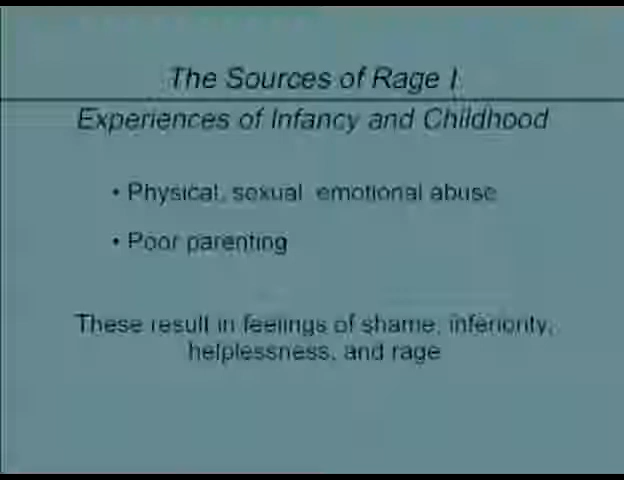 The Sources of Rage I
Experiences of Infancy and Childhood
• Physical, sexual emotional abuse
• Poor parenting
These result in feelings of shame, inferiority,
helplessness, and rage